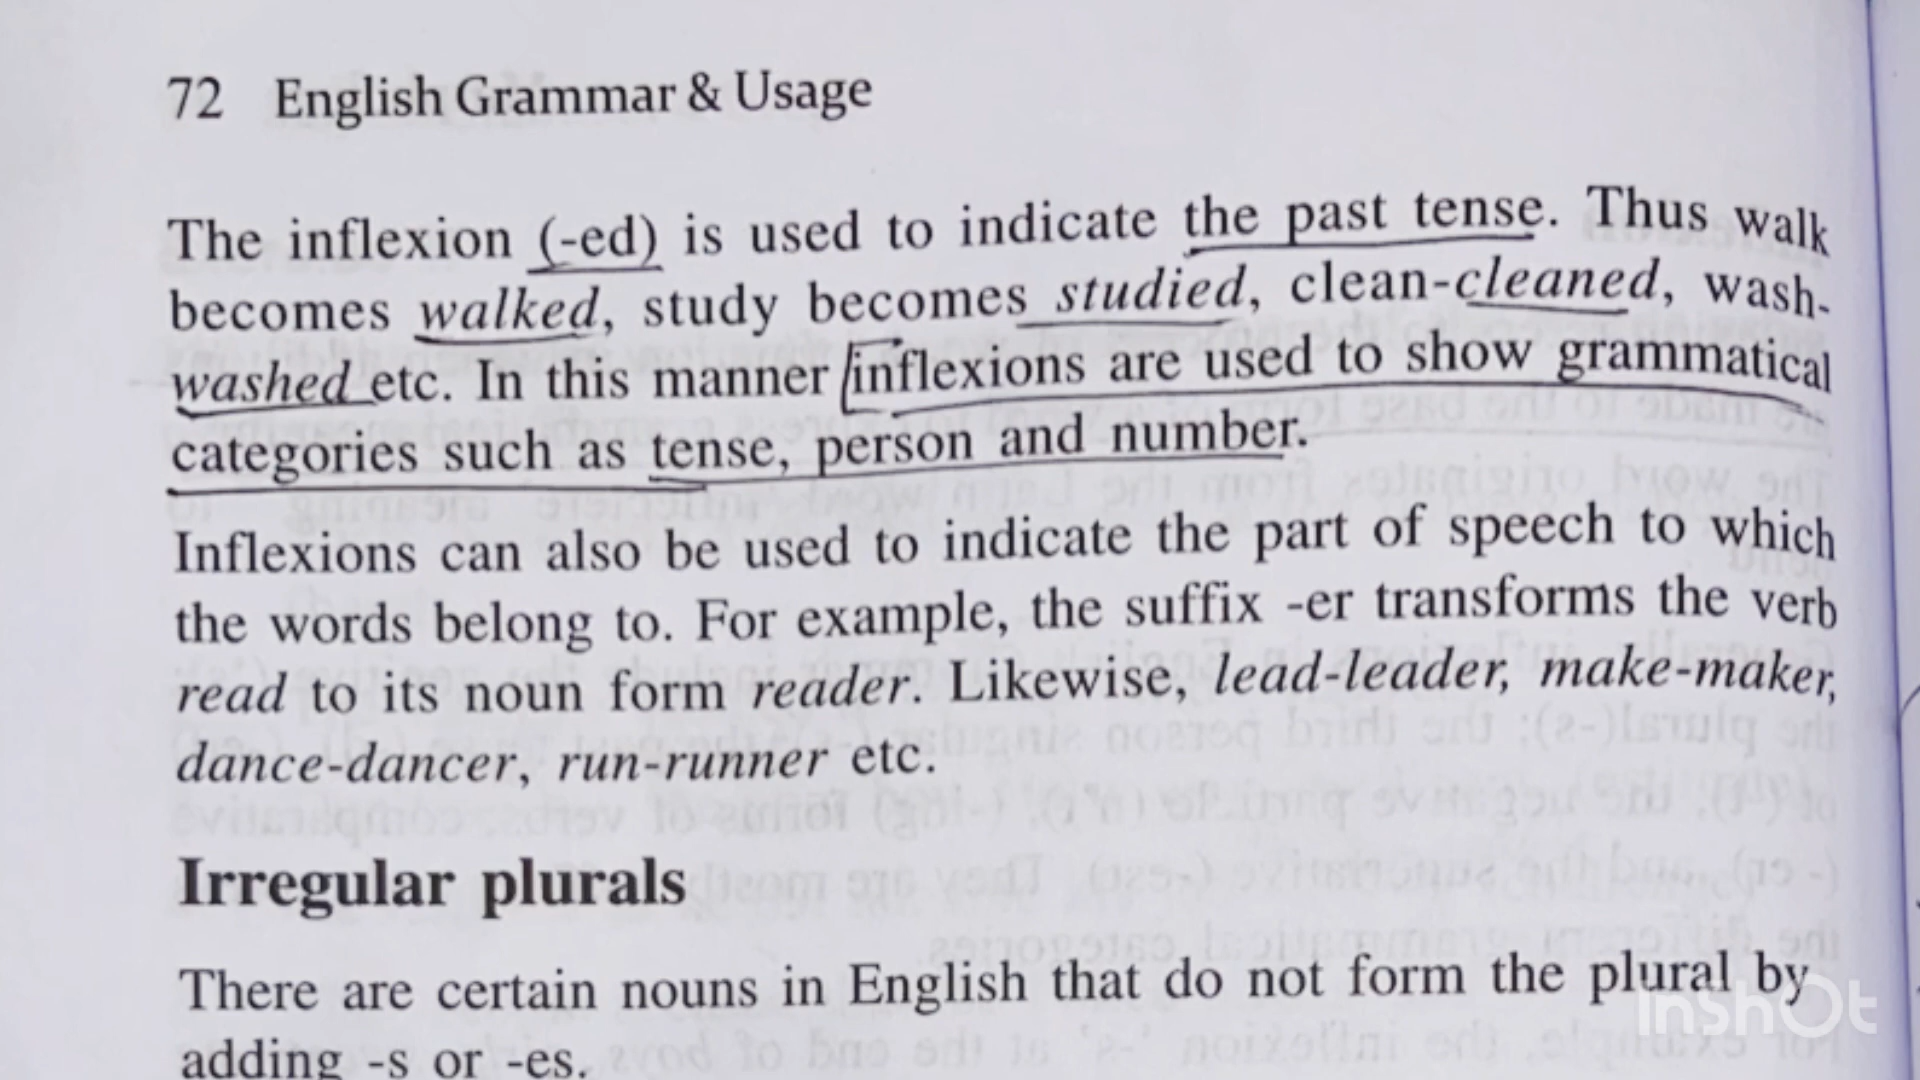 72 English Grammar & Usage
The inflexion (-ed) is used to indicate the past tense. Thus walk
becomes walked, study becomes studied, clean-cleaned, wash-
washed etc. In this manner inflexions are used to show grammatical
categories such as tense, person and number.
Inflexions can also be used to indicate the part of speech to which
the words belong to. For example, the suffix -er transforms the verb
read to its noun form reader. Likewise, lead-leader, make-maker,
dance-dancer, run-runner etc.
Irregular plurals
There are certain nouns in English that do not form the plural by
adding -s or -es.
InShOt